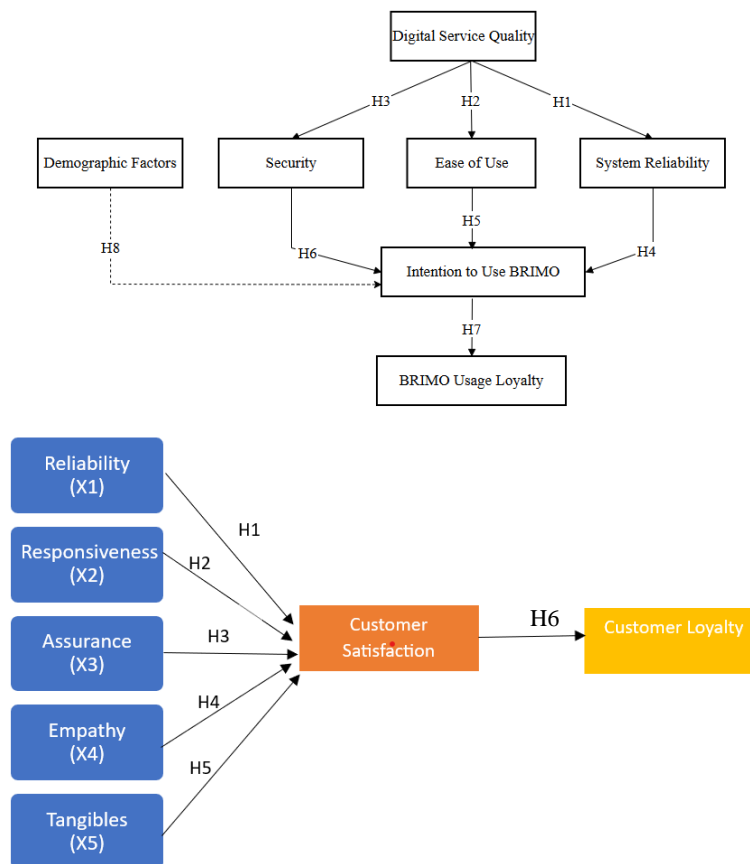 Digital Service Quality
H3
H2
H1
Demographic Factors
Security
Ease of Use
System Reliability
H8
H6
H5
H4
Intention to Use BRIMO
H7
BRIMO Usage Loyalty
Reliability
(X1)
H1
Responsiveness
(X2)
H2
Assurance
(X3)
H3
Customer
Satisfaction
H6
Customer Loyalty
Empathy
(X4)
H4
Tangibles
(X5)
H5